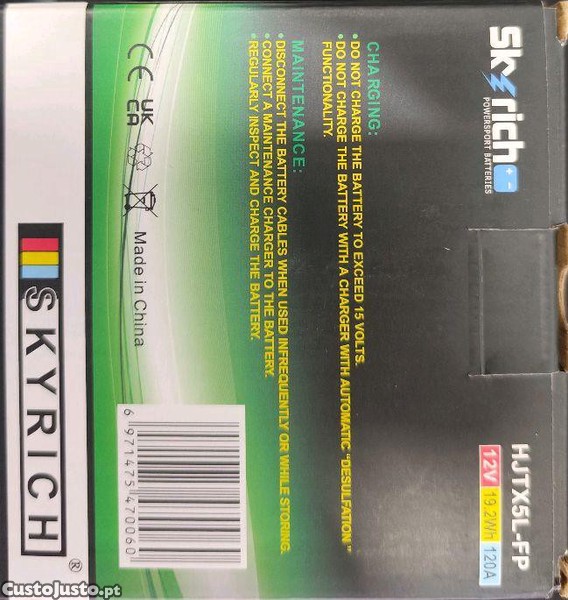 Skyrich
POWERSPORT BATTERIES
HJTX5L-FP
12V 19.2Wh 120A
CHARGING:
• DO NOT CHARGE THE BATTERY TO EXCEED 15 VOLTS.
• DO NOT CHARGE THE BATTERY WITH A CHARGER WITH AUTOMATIC "DESULFATION"
FUNCTIONALITY.
MAINTENANCE:
• DISCONNECT THE BATTERY CABLES WHEN USED INFREQUENTLY OR WHILE STORING.
• CONNECT A MAINTENANCE CHARGER TO THE BATTERY.
• REGULARLY INSPECT AND CHARGE THE BATTERY.
CE UK CA
Made in China
6 971475 470060
SKYRICH®
CustoJusto.pt